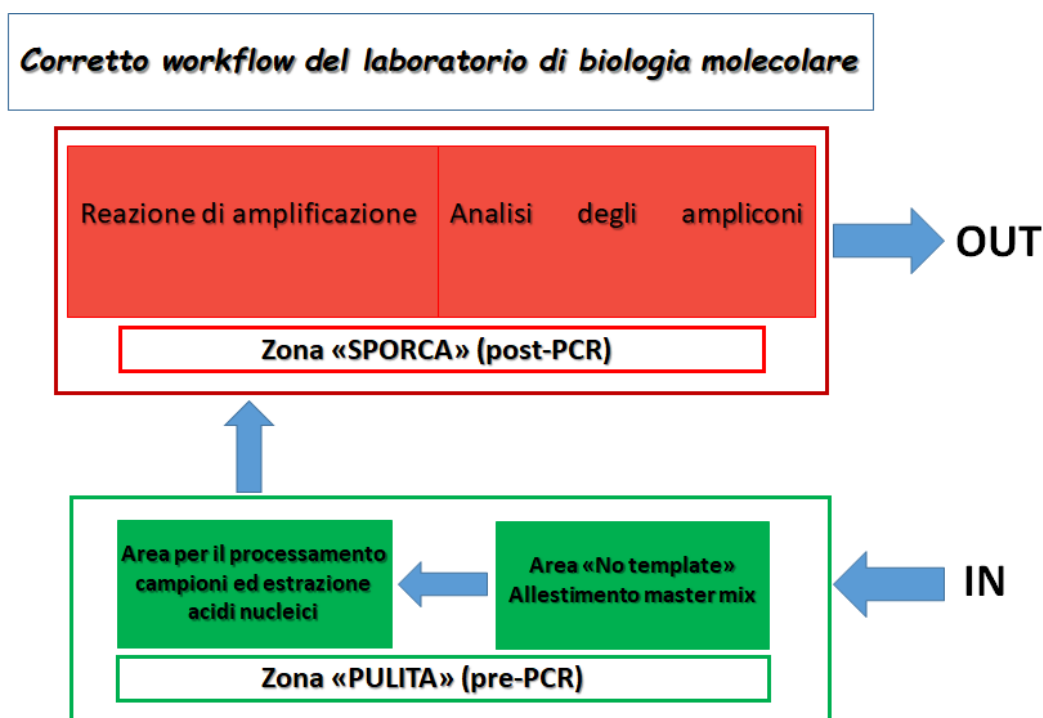 Corretto workflow del laboratorio di biologia molecolare
Reazione di amplificazione
Analisi degli ampliconi
OUT
Zona «SPORCA» (post-PCR)
Area per il processamento
campioni ed estrazione
acidi nucleici
Area «No template»
Allestimento master mix
IN
Zona «PULITA» (pre-PCR)